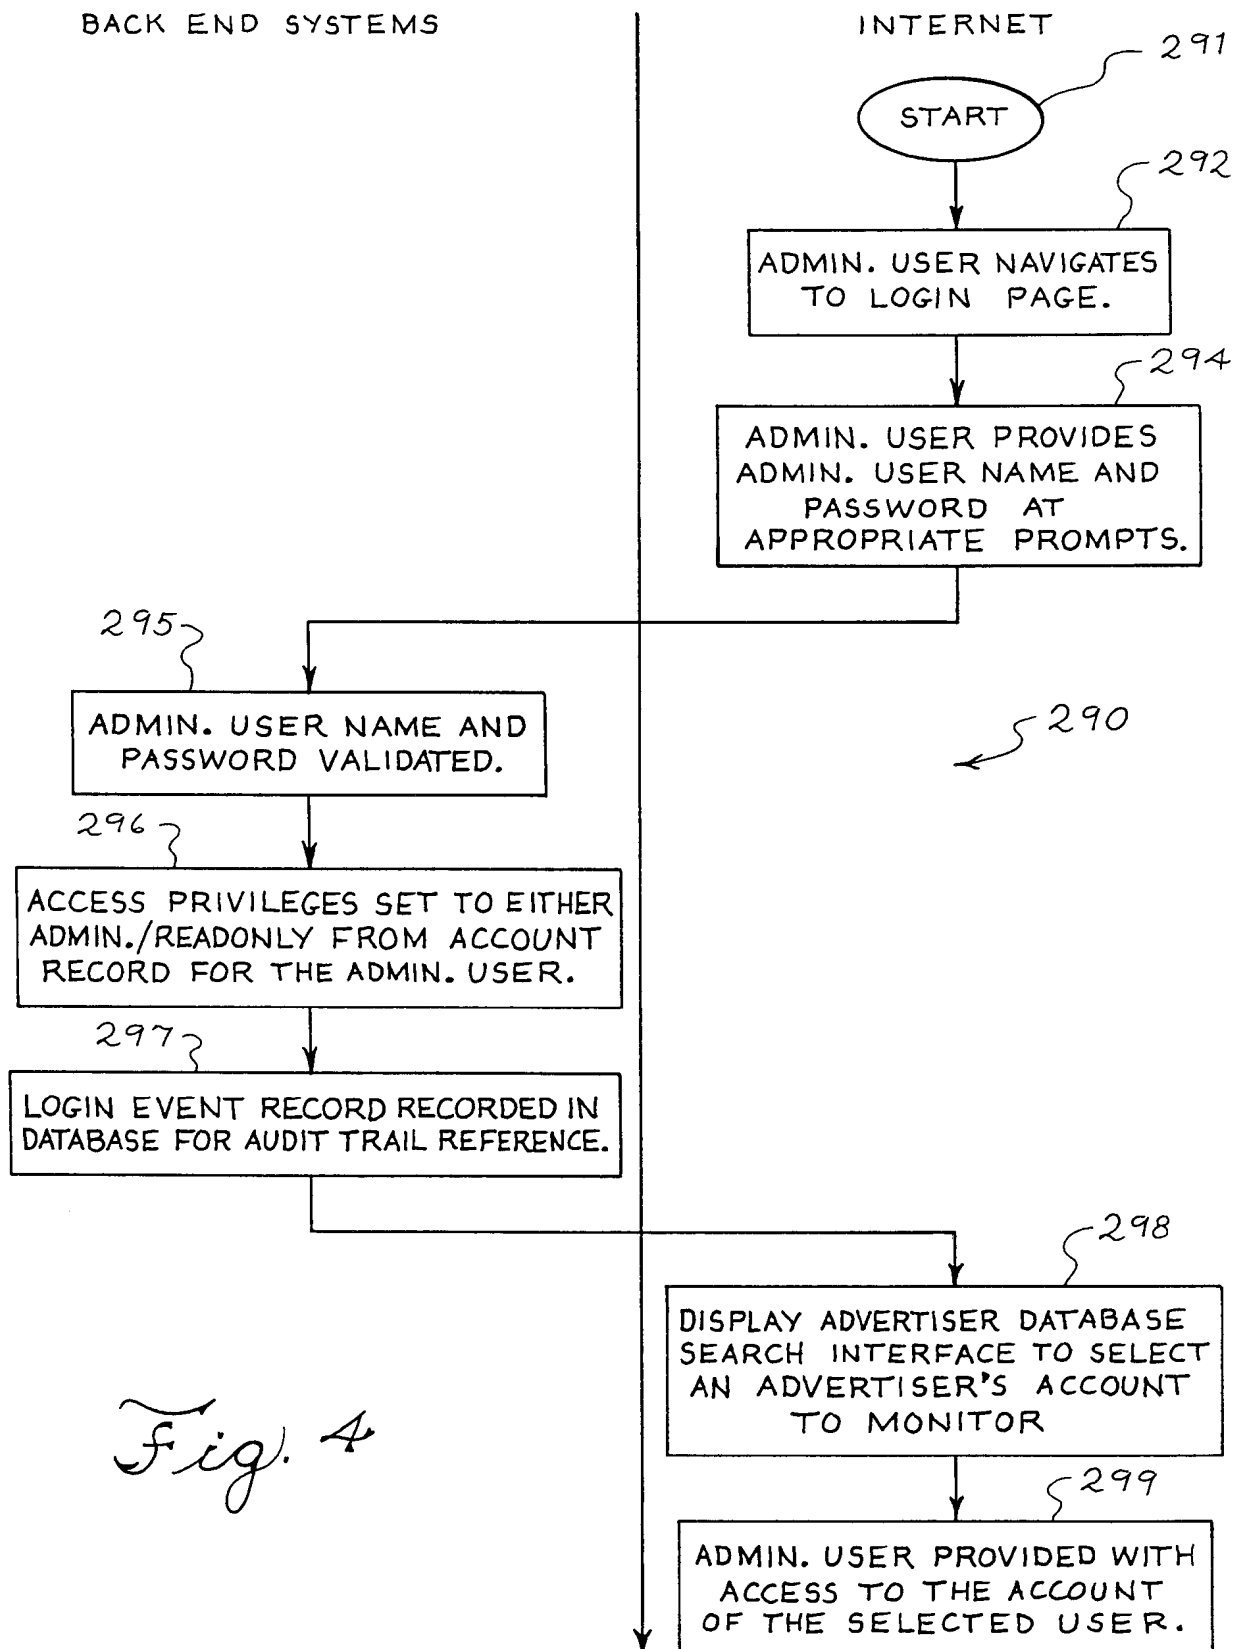 BACK END SYSTEMS
INTERNET
291
START
292
ADMIN. USER NAVIGATES
TO LOGIN PAGE.
294
ADMIN. USER PROVIDES
ADMIN. USER NAME AND
PASSWORD AT
APPROPRIATE PROMPTS.
295
ADMIN. USER NAME AND
PASSWORD VALIDATED.
290
296
ACCESS PRIVILEGES SET TO EITHER
ADMIN./READONLY FROM ACCOUNT
RECORD FOR THE ADMIN. USER.
297
LOGIN EVENT RECORD RECORDED IN
DATABASE FOR AUDIT TRAIL REFERENCE.
298
DISPLAY ADVERTISER DATABASE
SEARCH INTERFACE TO SELECT
AN ADVERTISER'S ACCOUNT
TO MONITOR
299
ADMIN. USER PROVIDED WITH
ACCESS TO THE ACCOUNT
OF THE SELECTED USER.
Fig. 4